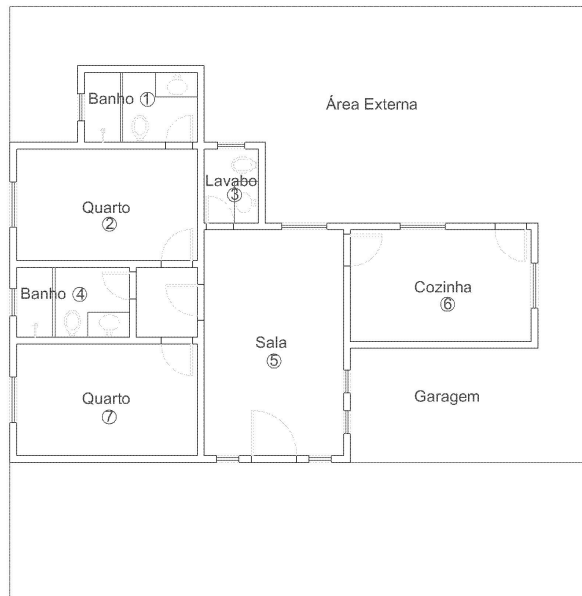 Banho 1
Área Externa
Lavabo
3
Quarto
2
Banho 4
Cozinha
6
Sala
5
Quarto
7
Garagem